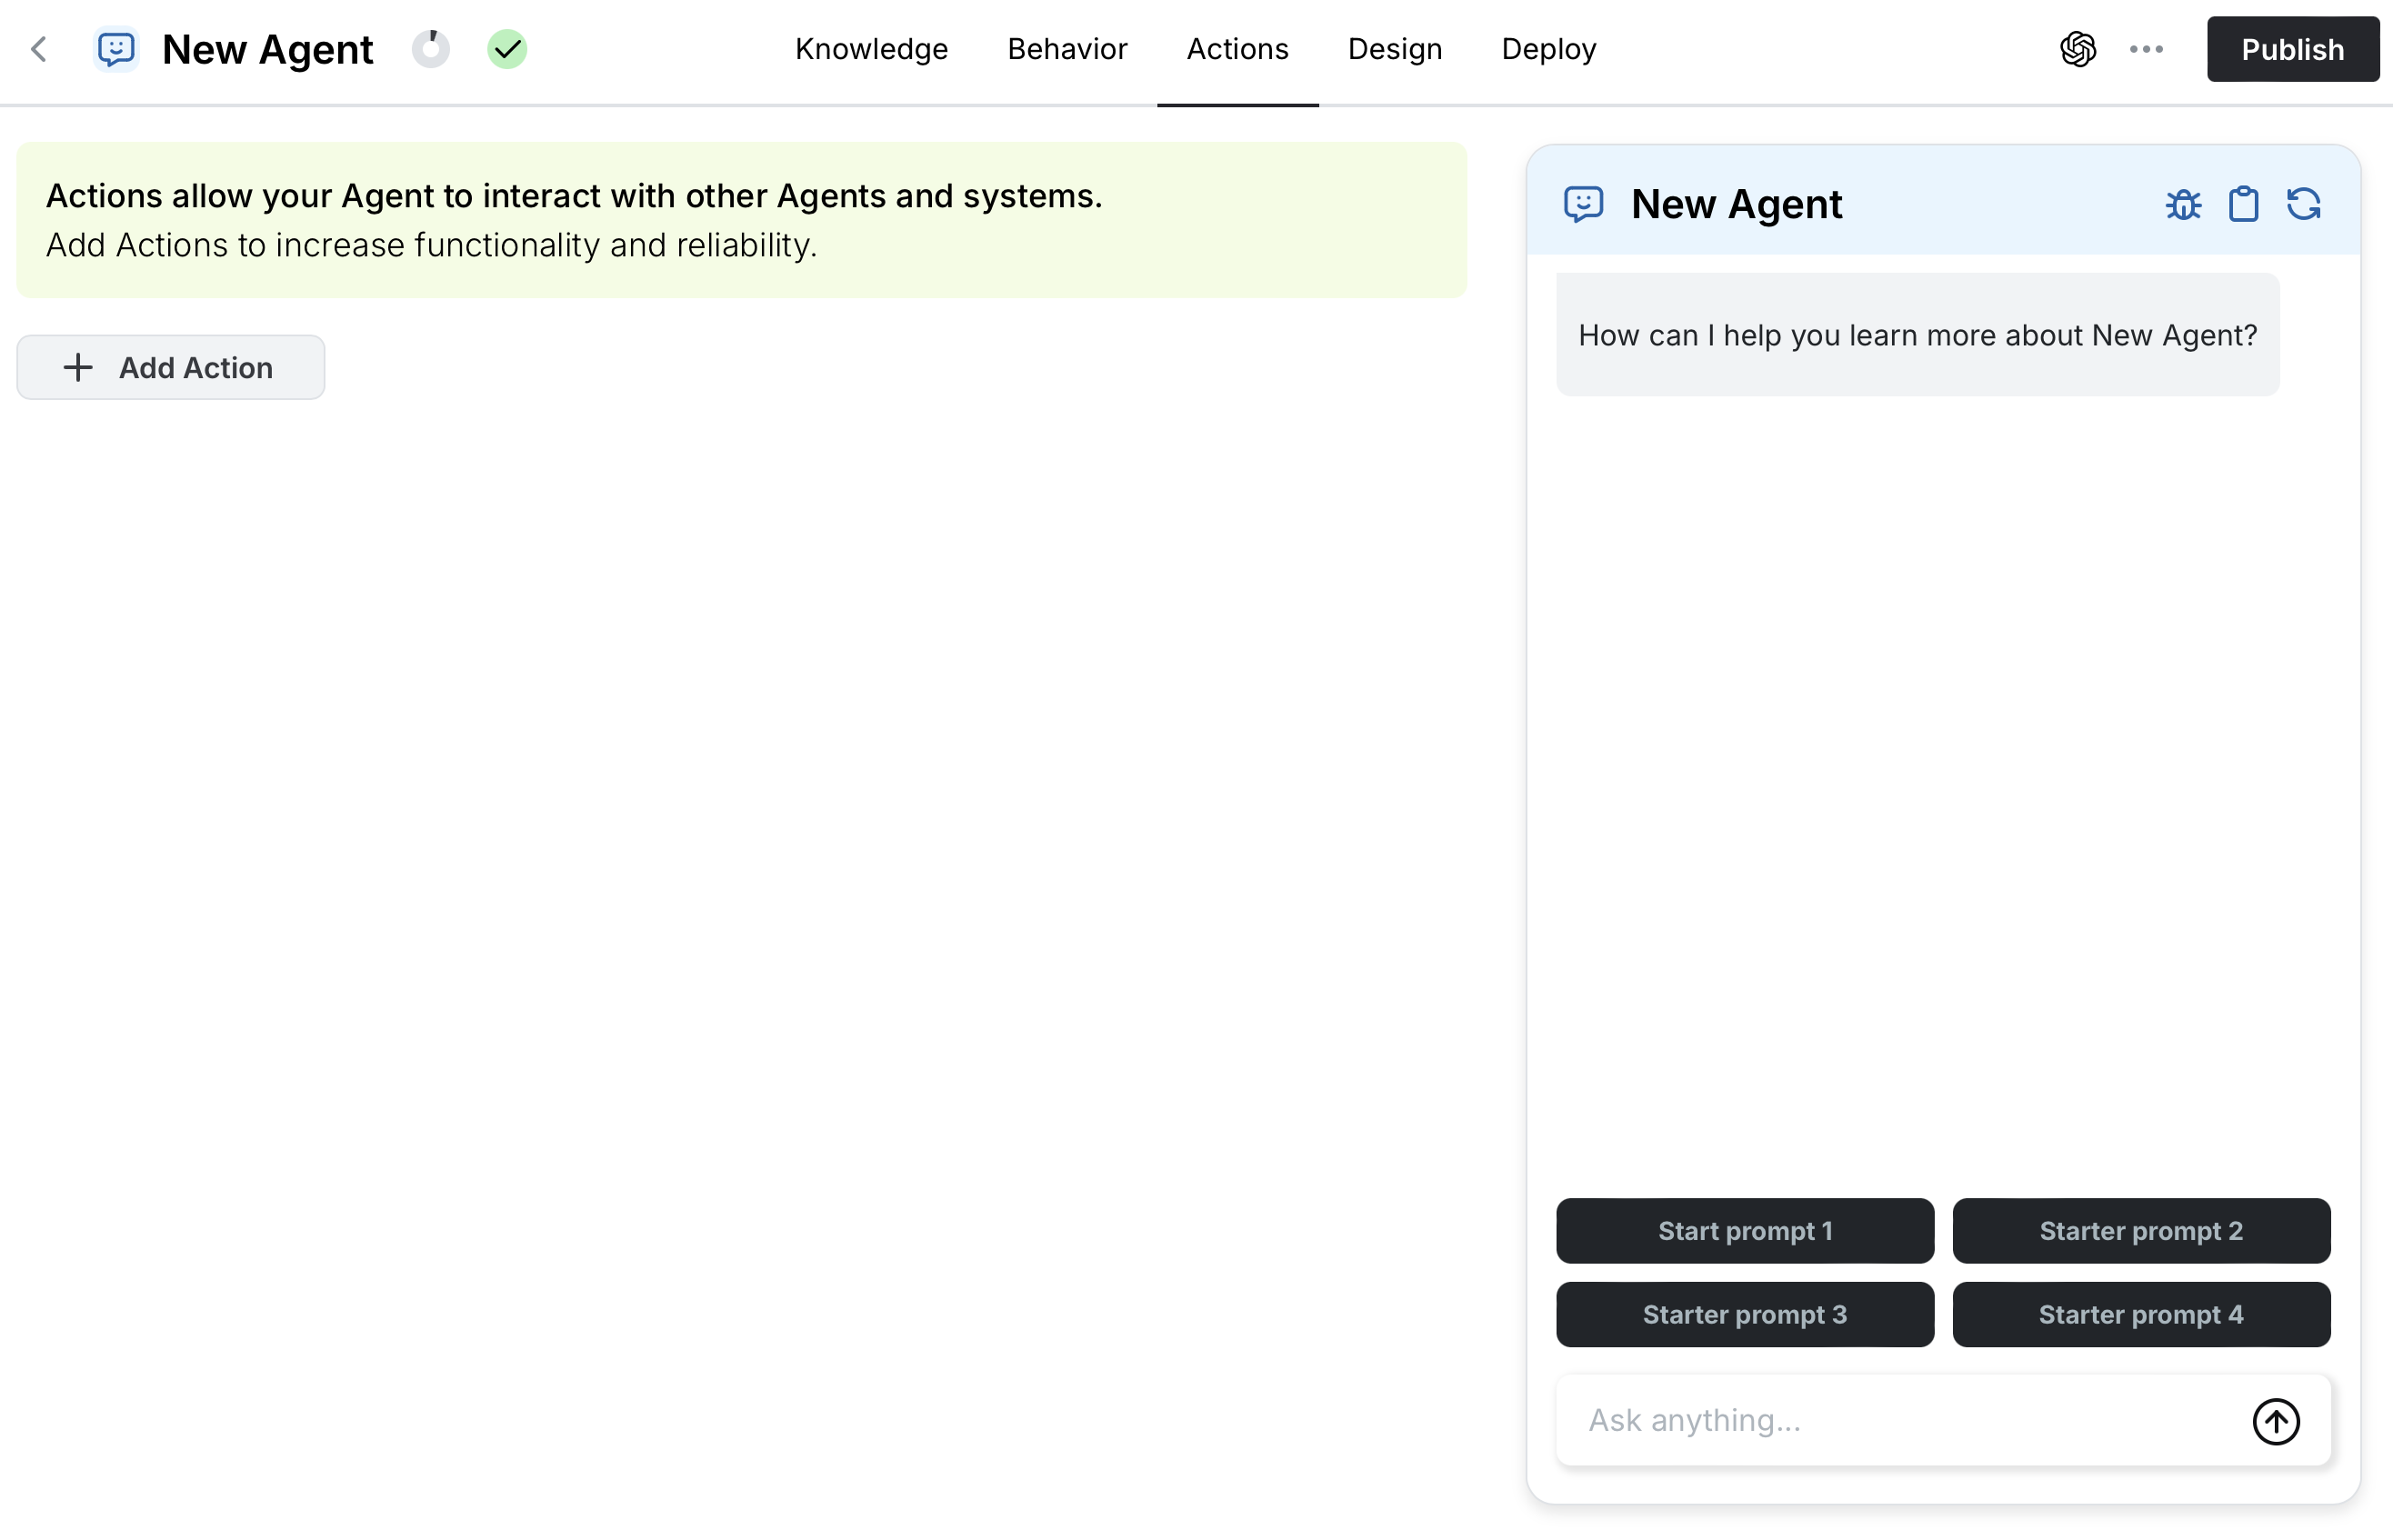 New Agent
Knowledge
Behavior
Actions
Design
Deploy
Publish
Actions allow your Agent to interact with other Agents and systems.
Add Actions to increase functionality and reliability.
Add Action
New Agent
How can I help you learn more about New Agent?
Start prompt 1
Starter prompt 2
Starter prompt 3
Starter prompt 4
Ask anything...